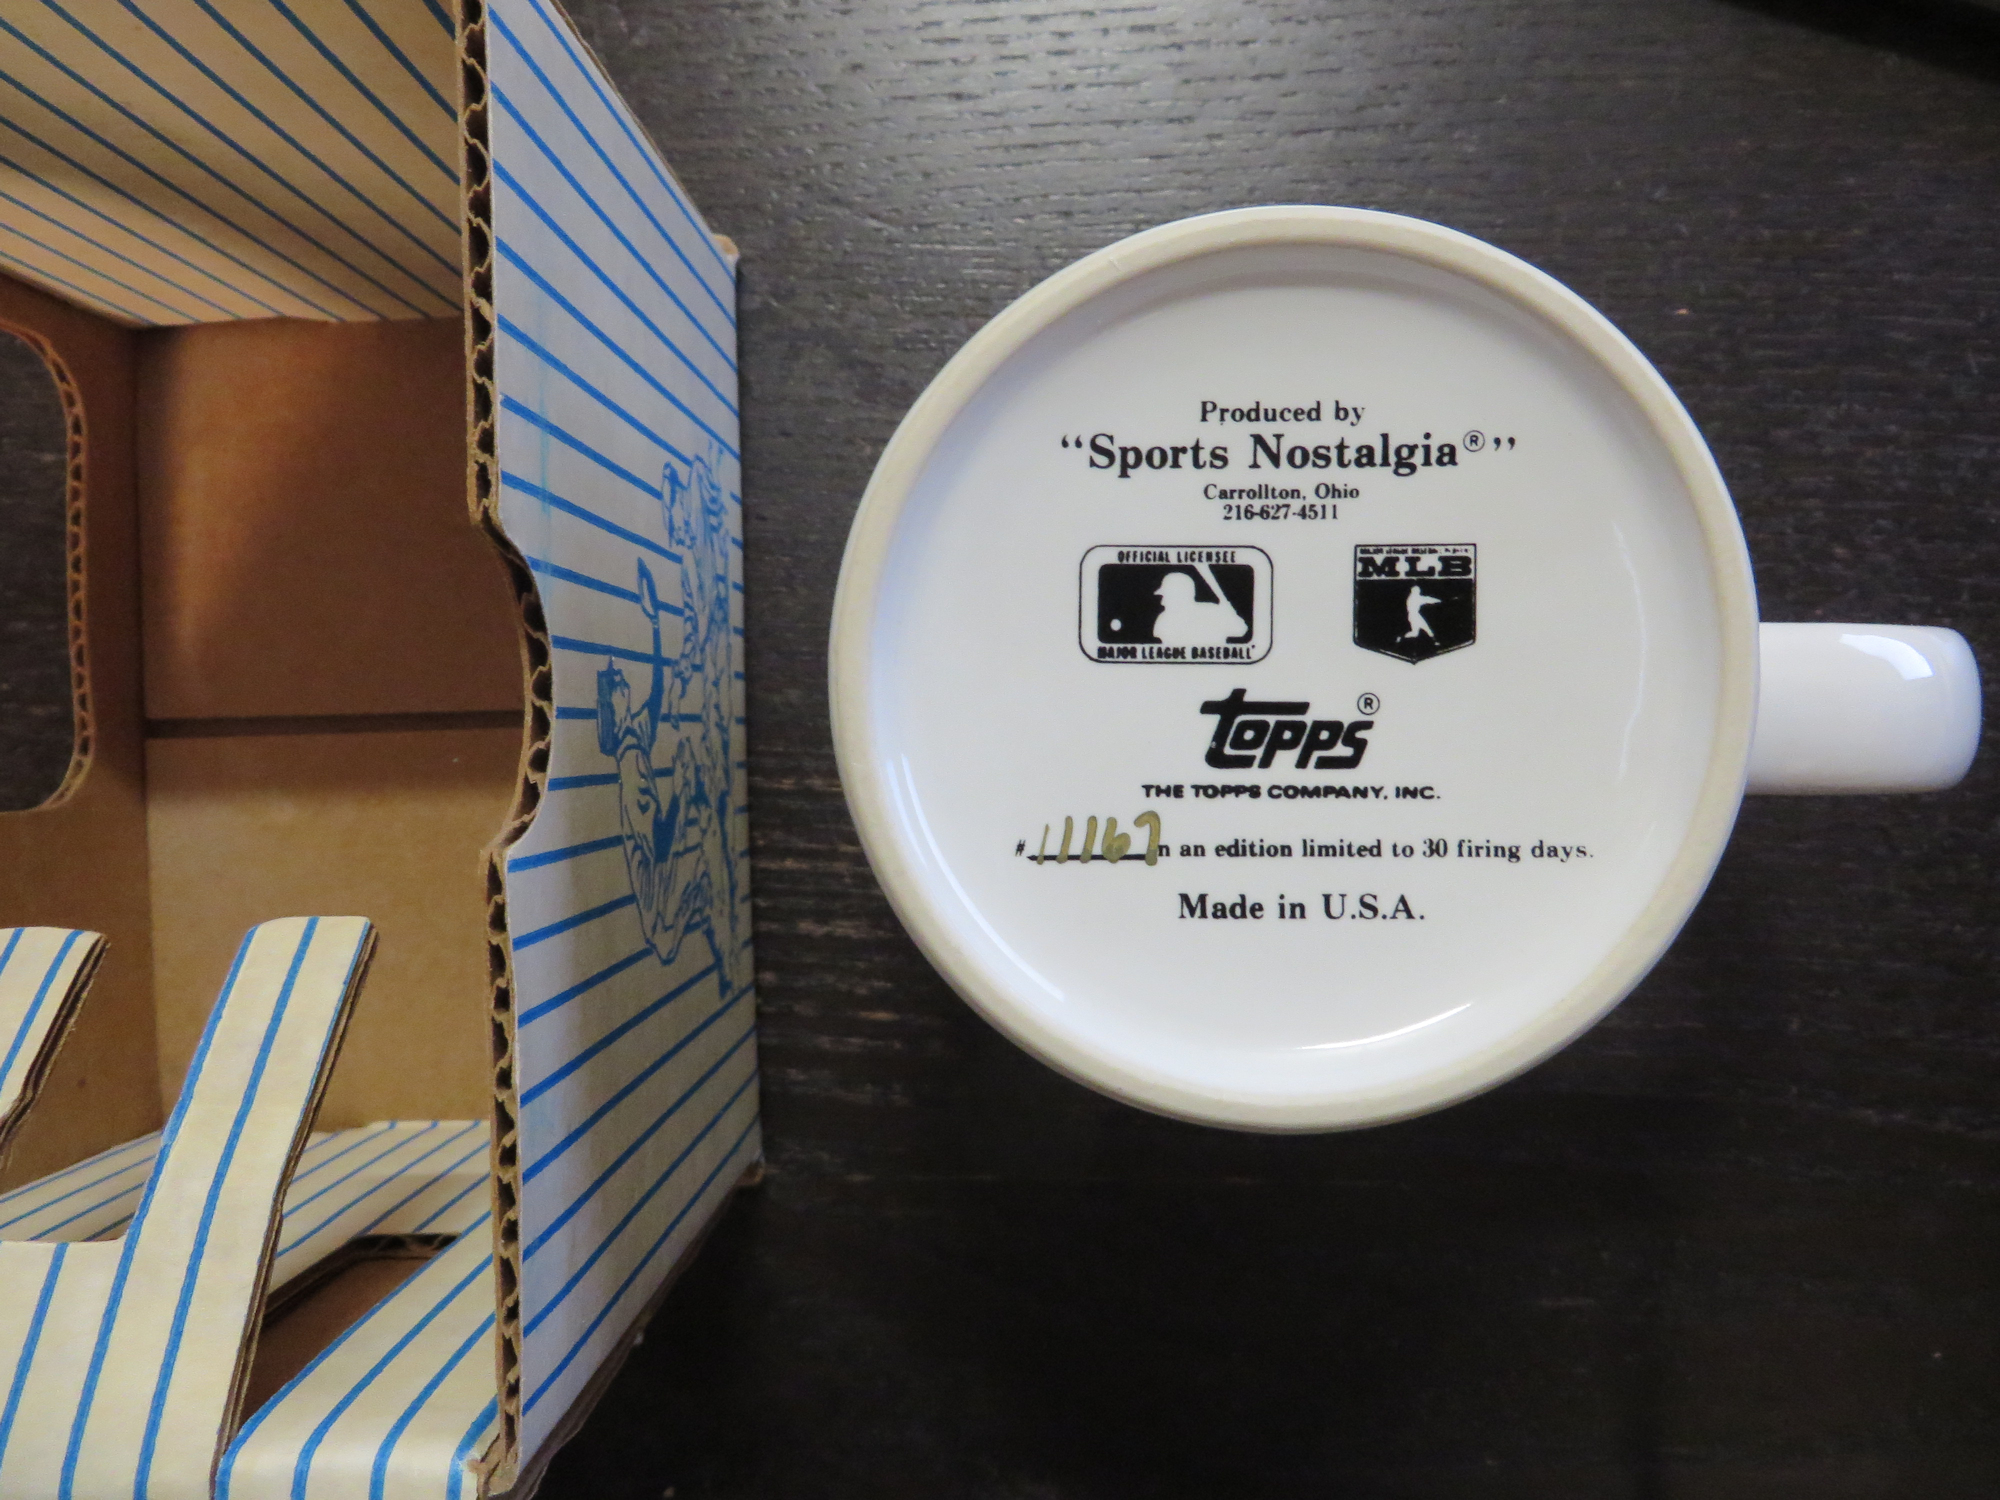 Produced by
“Sports Nostalgia®”
Carrollton, Ohio
216-627-4511
OFFICIAL LICENSEE
MAJOR LEAGUE BASEBALL
MLB
topps®
THE TOPPS COMPANY, INC.
# 11167 in an edition limited to 30 firing days.
Made in U.S.A.